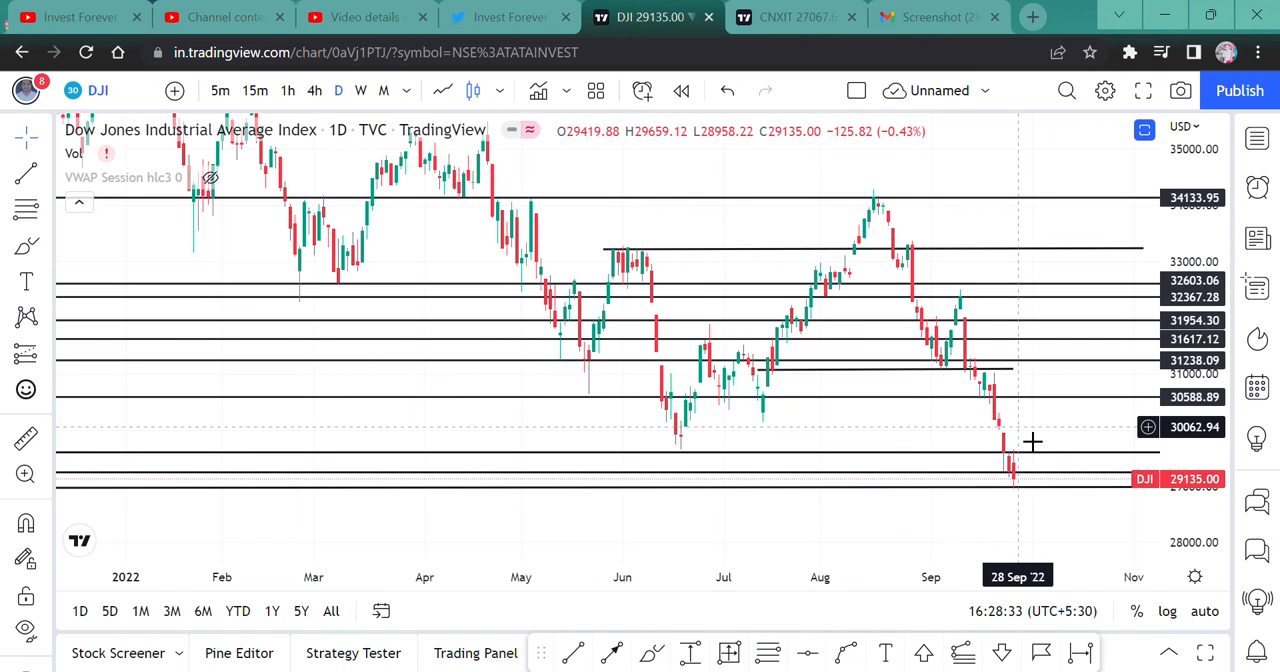 Invest Forever
Channel conte
Video details
Invest Forever
DJI 29135.00
CNXIT 27067.6
Screenshot (28
in.tradingview.com/chart/0aVj1PTJ/?symbol=NSE%3ATATAINVEST
8
30
DJI
5m 15m 1h 4h D W M
Unnamed
Publish
Dow Jones Industrial Average Index · 1D · TVC · TradingView
O29419.88 H29659.12 L28958.22 C29135.00 −125.82 (−0.43%)
USD
Vol
VWAP Session hlc3 0
35000.00
34133.95
33000.00
32603.06
32367.28
31954.30
31617.12
31238.09
31000.00
30588.89
30062.94
DJI 29135.00
28000.00
2022 Feb Mar Apr May Jun Jul Aug Sep 28 Sep '22 Nov
1D 5D 1M 3M 6M YTD 1Y 5Y All
16:28:33 (UTC+5:30) % log auto
Stock Screener Pine Editor Strategy Tester Trading Panel